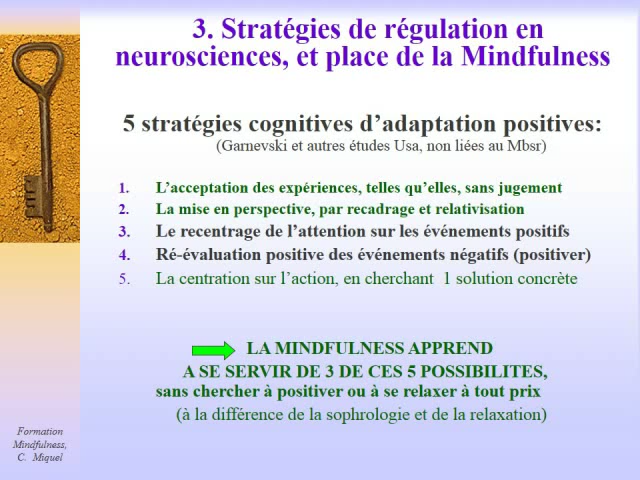 3. Stratégies de régulation en
neurosciences, et place de la Mindfulness
5 stratégies cognitives d’adaptation positives:
(Garnevski et autres études Usa, non liées au Mbsr)
1. L’acceptation des expériences, telles qu’elles, sans jugement
2. La mise en perspective, par recadrage et relativisation
3. Le recentrage de l’attention sur les événements positifs
4. Ré-évaluation positive des événements négatifs (positiver)
5. La centration sur l’action, en cherchant 1 solution concrète
LA MINDFULNESS APPREND
A SE SERVIR DE 3 DE CES 5 POSSIBILITES,
sans chercher à positiver ou à se relaxer à tout prix
(à la différence de la sophrologie et de la relaxation)
Formation
Mindfulness,
C. Miquel